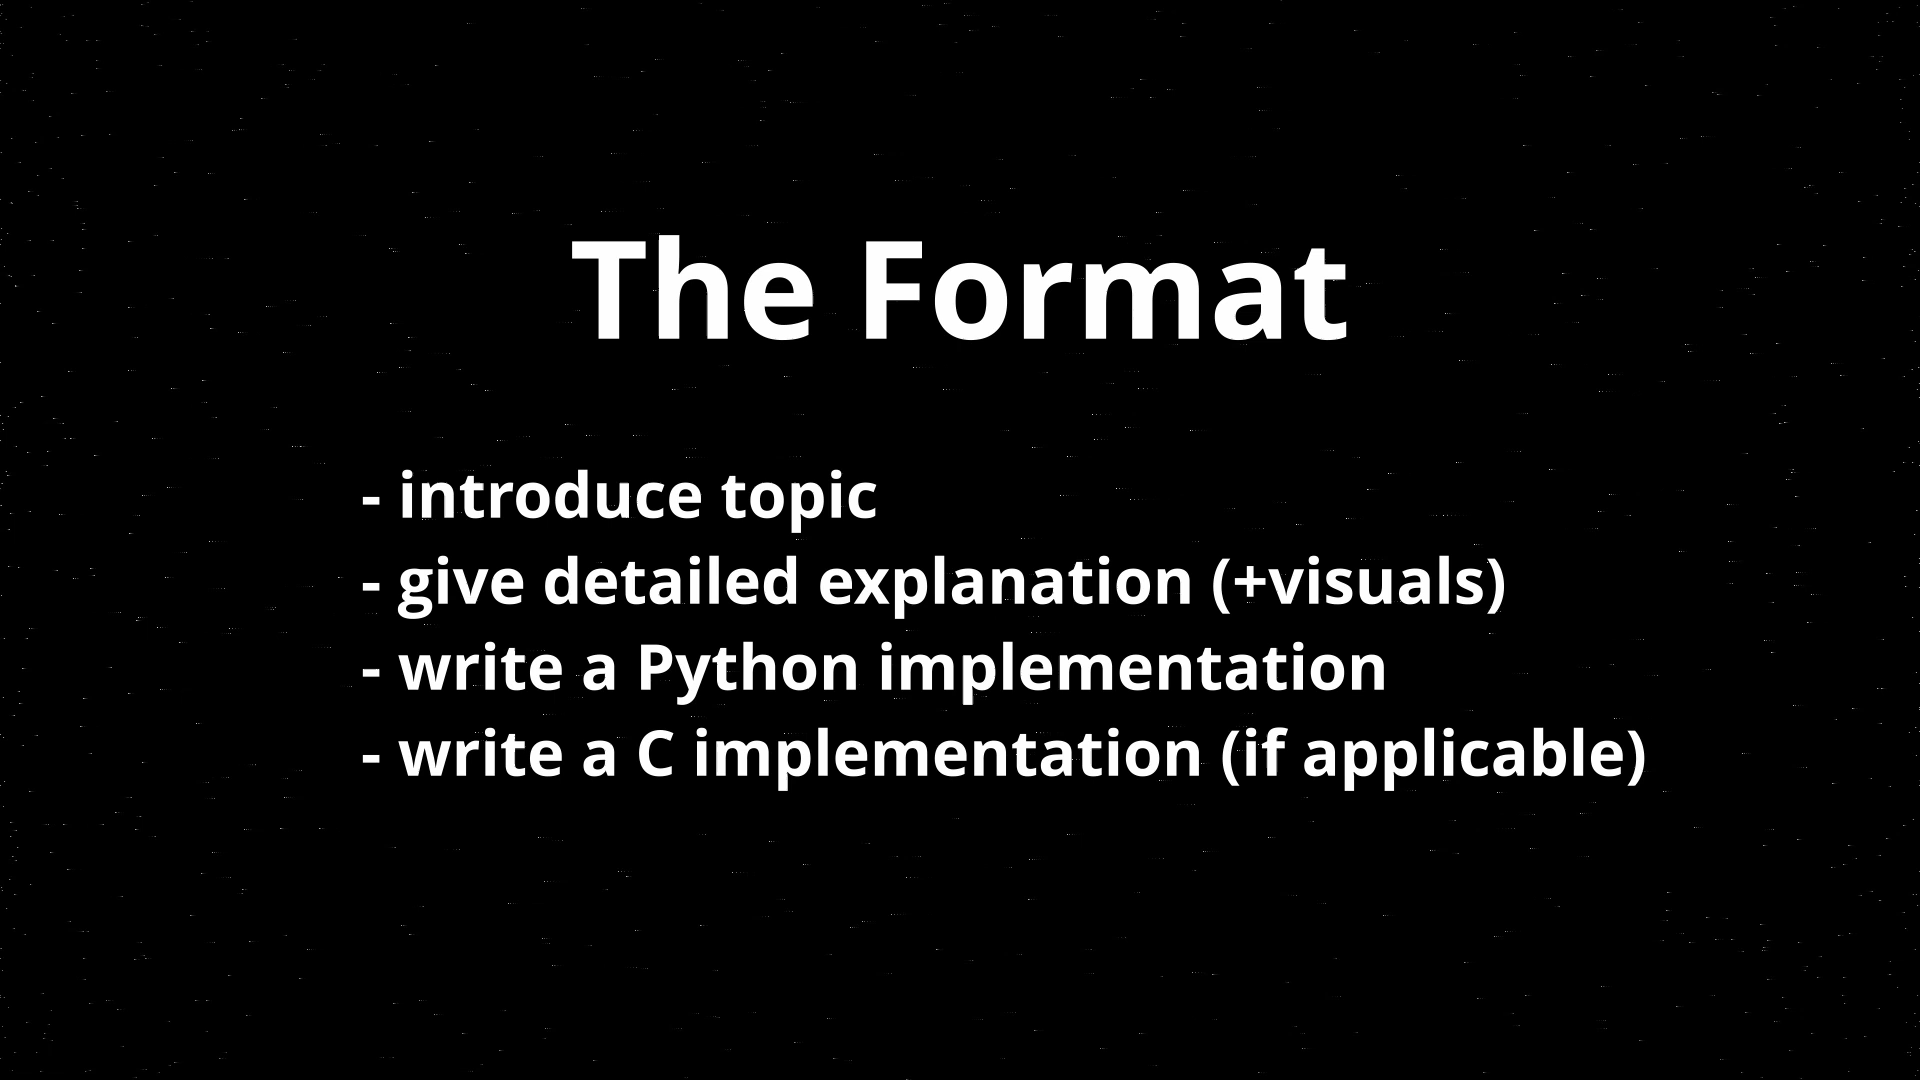 The Format
- introduce topic
- give detailed explanation (+visuals)
- write a Python implementation
- write a C implementation (if applicable)